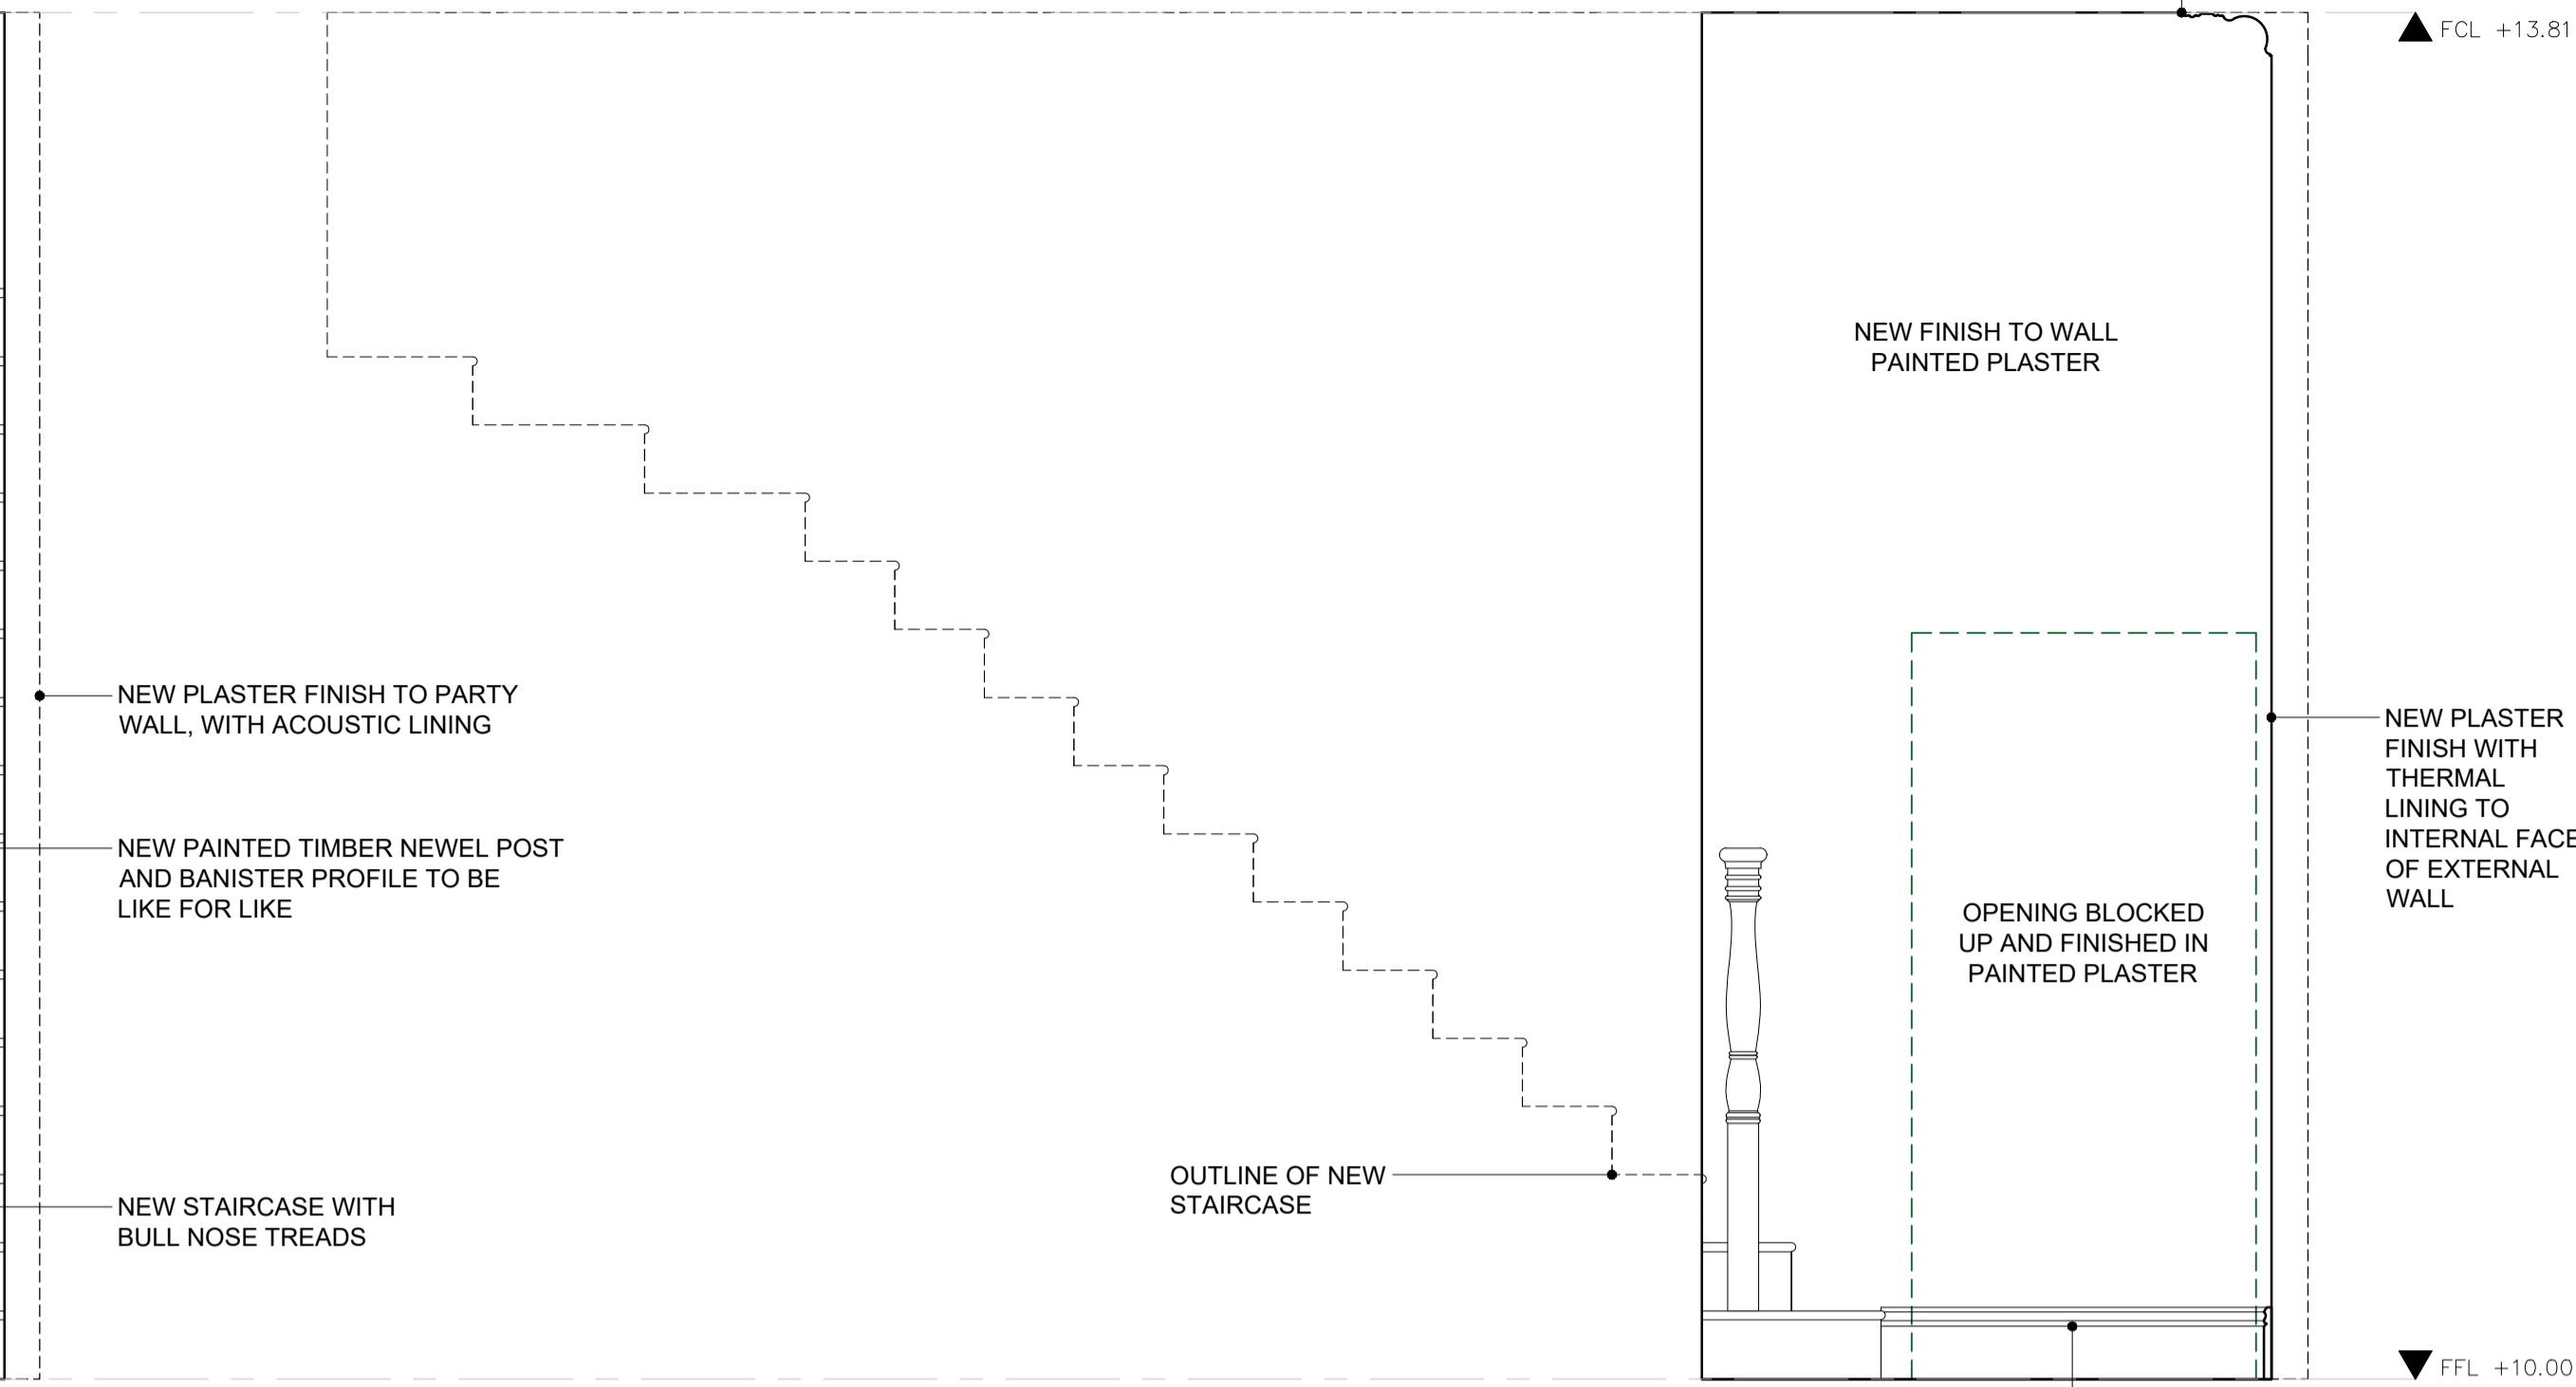 FCL +13.81
NEW FINISH TO WALL
PAINTED PLASTER
NEW PLASTER FINISH TO PARTY
WALL, WITH ACOUSTIC LINING
NEW PLASTER
FINISH WITH
THERMAL
LINING TO
INTERNAL FACE
OF EXTERNAL
WALL
NEW PAINTED TIMBER NEWEL POST
AND BANISTER PROFILE TO BE
LIKE FOR LIKE
OPENING BLOCKED
UP AND FINISHED IN
PAINTED PLASTER
OUTLINE OF NEW
STAIRCASE
NEW STAIRCASE WITH
BULL NOSE TREADS
FFL +10.00